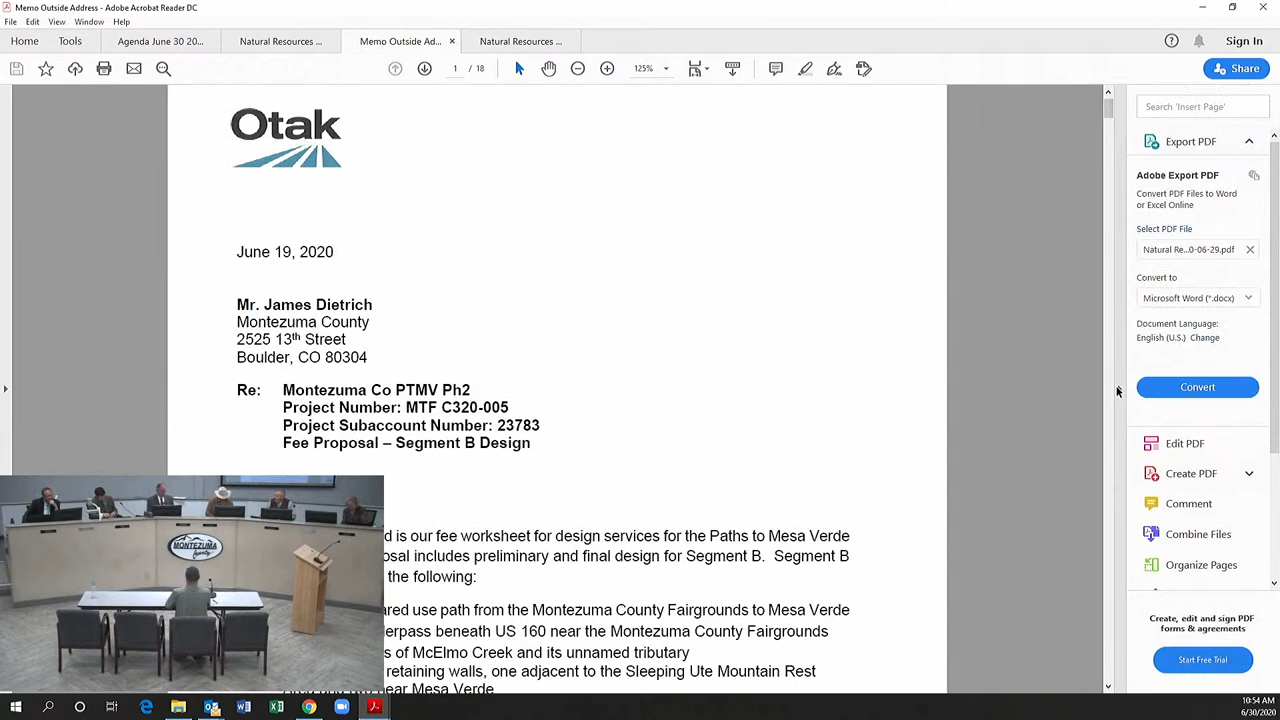 Memo Outside Address - Adobe Acrobat Reader DC
File Edit View Window Help
Home Tools Agenda June 30 20... Natural Resources ... Memo Outside Ad... × Natural Resources ... Sign In
1 / 18 125% Share
Otak
June 19, 2020
Mr. James Dietrich
Montezuma County
2525 13th Street
Boulder, CO 80304
Re: Montezuma Co PTMV Ph2
Project Number: MTF C320-005
Project Subaccount Number: 23783
Fee Proposal – Segment B Design
d is our fee worksheet for design services for the Paths to Mesa Verde
osal includes preliminary and final design for Segment B. Segment B
the following:
ared use path from the Montezuma County Fairgrounds to Mesa Verde
erpass beneath US 160 near the Montezuma County Fairgrounds
s of McElmo Creek and its unnamed tributary
retaining walls, one adjacent to the Sleeping Ute Mountain Rest
near Mesa Verde
MONTEZUMA
County
Search 'Insert Page'
Export PDF
Adobe Export PDF
Convert PDF Files to Word
or Excel Online
Select PDF File
Natural Re...0-06-29.pdf
Convert to
Microsoft Word (*.docx)
Document Language:
English (U.S.) Change
Convert
Edit PDF
Create PDF
Comment
Combine Files
Organize Pages
Create, edit and sign PDF
forms & agreements
Start Free Trial
10:54 AM
6/30/2020